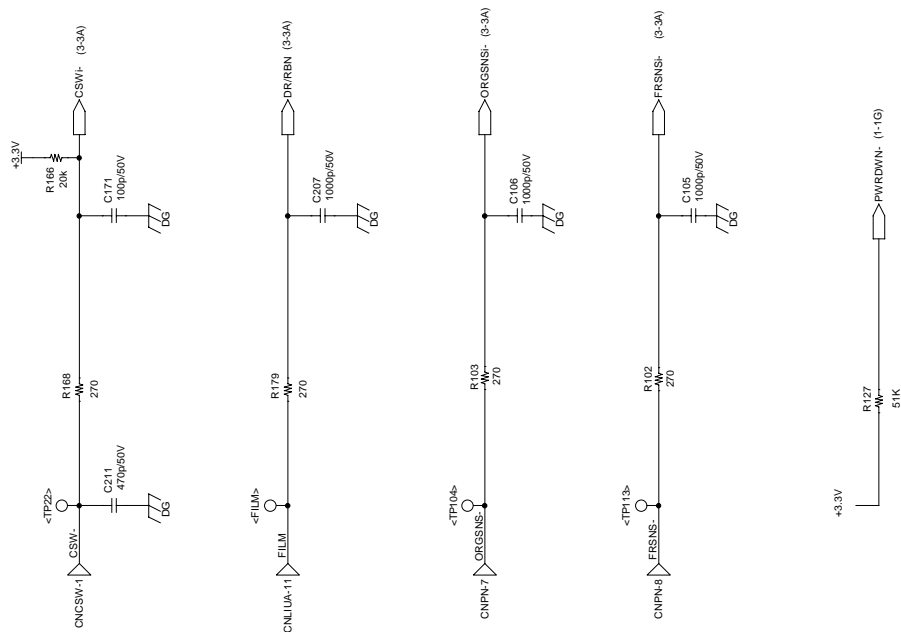 CNCSW-1
CSW-
<TP22>
C211
470p/50V
DG
R168
270
C171
100p/50V
DG
+3.3V
R166
20k
CSWi- (3-3A)
CNLIUA-11
FILM
<FILM>
R179
270
C207
1000p/50V
DG
DR/RBN (3-3A)
CNPN-7
ORGSNS-
<TP104>
R103
270
C106
1000p/50V
DG
ORGSNSi- (3-3A)
CNPN-8
FRSNS-
<TP113>
R102
270
C105
1000p/50V
DG
FRSNSi- (3-3A)
+3.3V
R127
51K
PWRDWN- (1-1G)